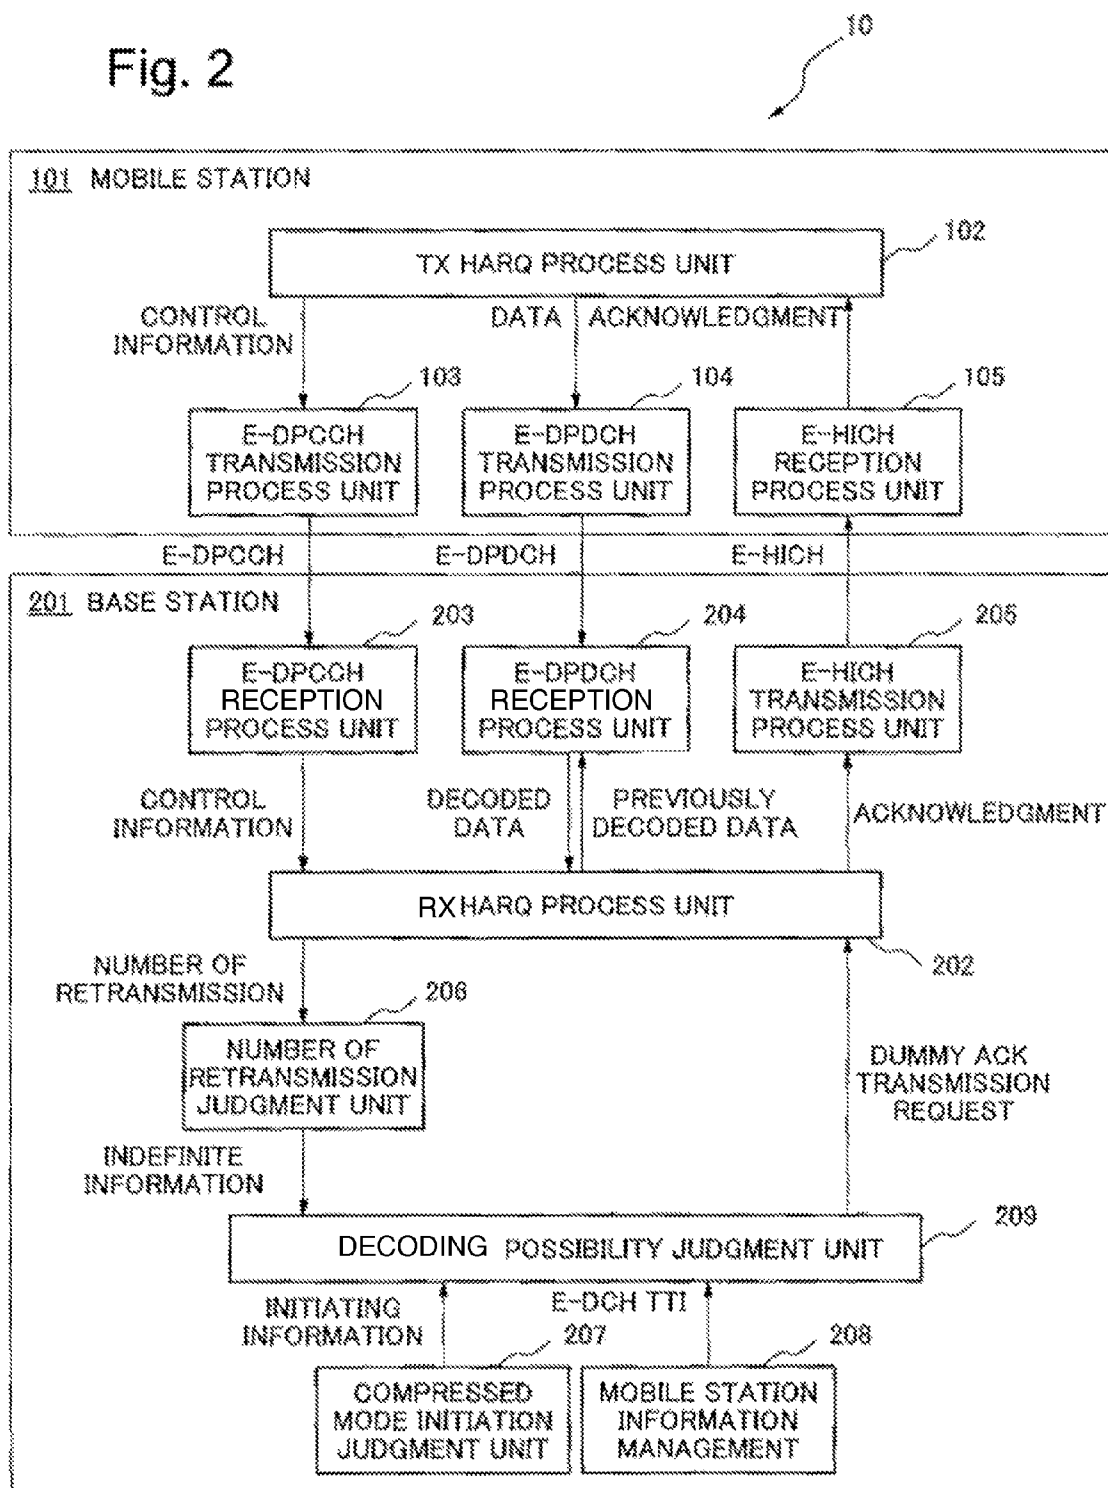 10
Fig. 2
101 MOBILE STATION
102
TX HARQ PROCESS UNIT
CONTROL
INFORMATION
DATA
ACKNOWLEDGMENT
103
104
105
E-DPCCH
TRANSMISSION
PROCESS UNIT
E-DPDCH
TRANSMISSION
PROCESS UNIT
E-HICH
RECEPTION
PROCESS UNIT
E-DPCCH
E-DPDCH
E-HICH
201 BASE STATION
203
204
205
E-DPCCH
RECEPTION
PROCESS UNIT
E-DPDCH
RECEPTION
PROCESS UNIT
E-HICH
TRANSMISSION
PROCESS UNIT
CONTROL
INFORMATION
DECODED
DATA
PREVIOUSLY
DECODED DATA
ACKNOWLEDGMENT
RX HARQ PROCESS UNIT
202
NUMBER OF
RETRANSMISSION
206
NUMBER OF
RETRANSMISSION
JUDGMENT UNIT
DUMMY ACK
TRANSMISSION
REQUEST
INDEFINITE
INFORMATION
209
DECODING POSSIBILITY JUDGMENT UNIT
INITIATING
INFORMATION
E-DCH TTI
207
208
COMPRESSED
MODE INITIATION
JUDGMENT UNIT
MOBILE STATION
INFORMATION
MANAGEMENT